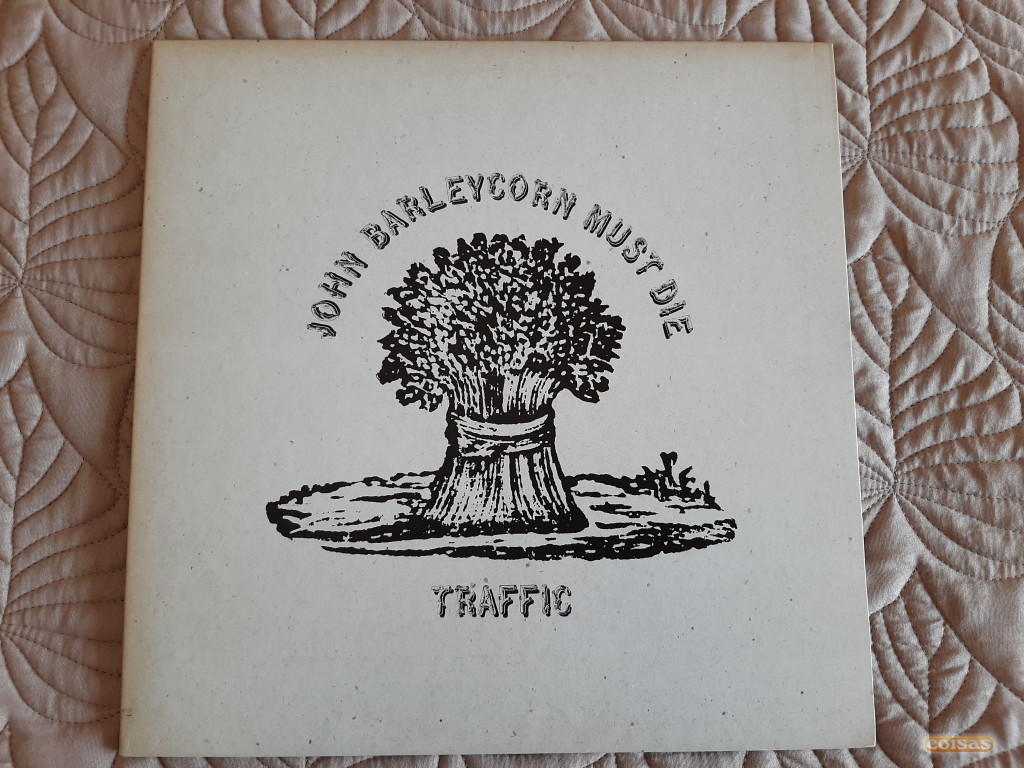 JOHN BARLEYCORN MUST DIE
TRAFFIC
coisas